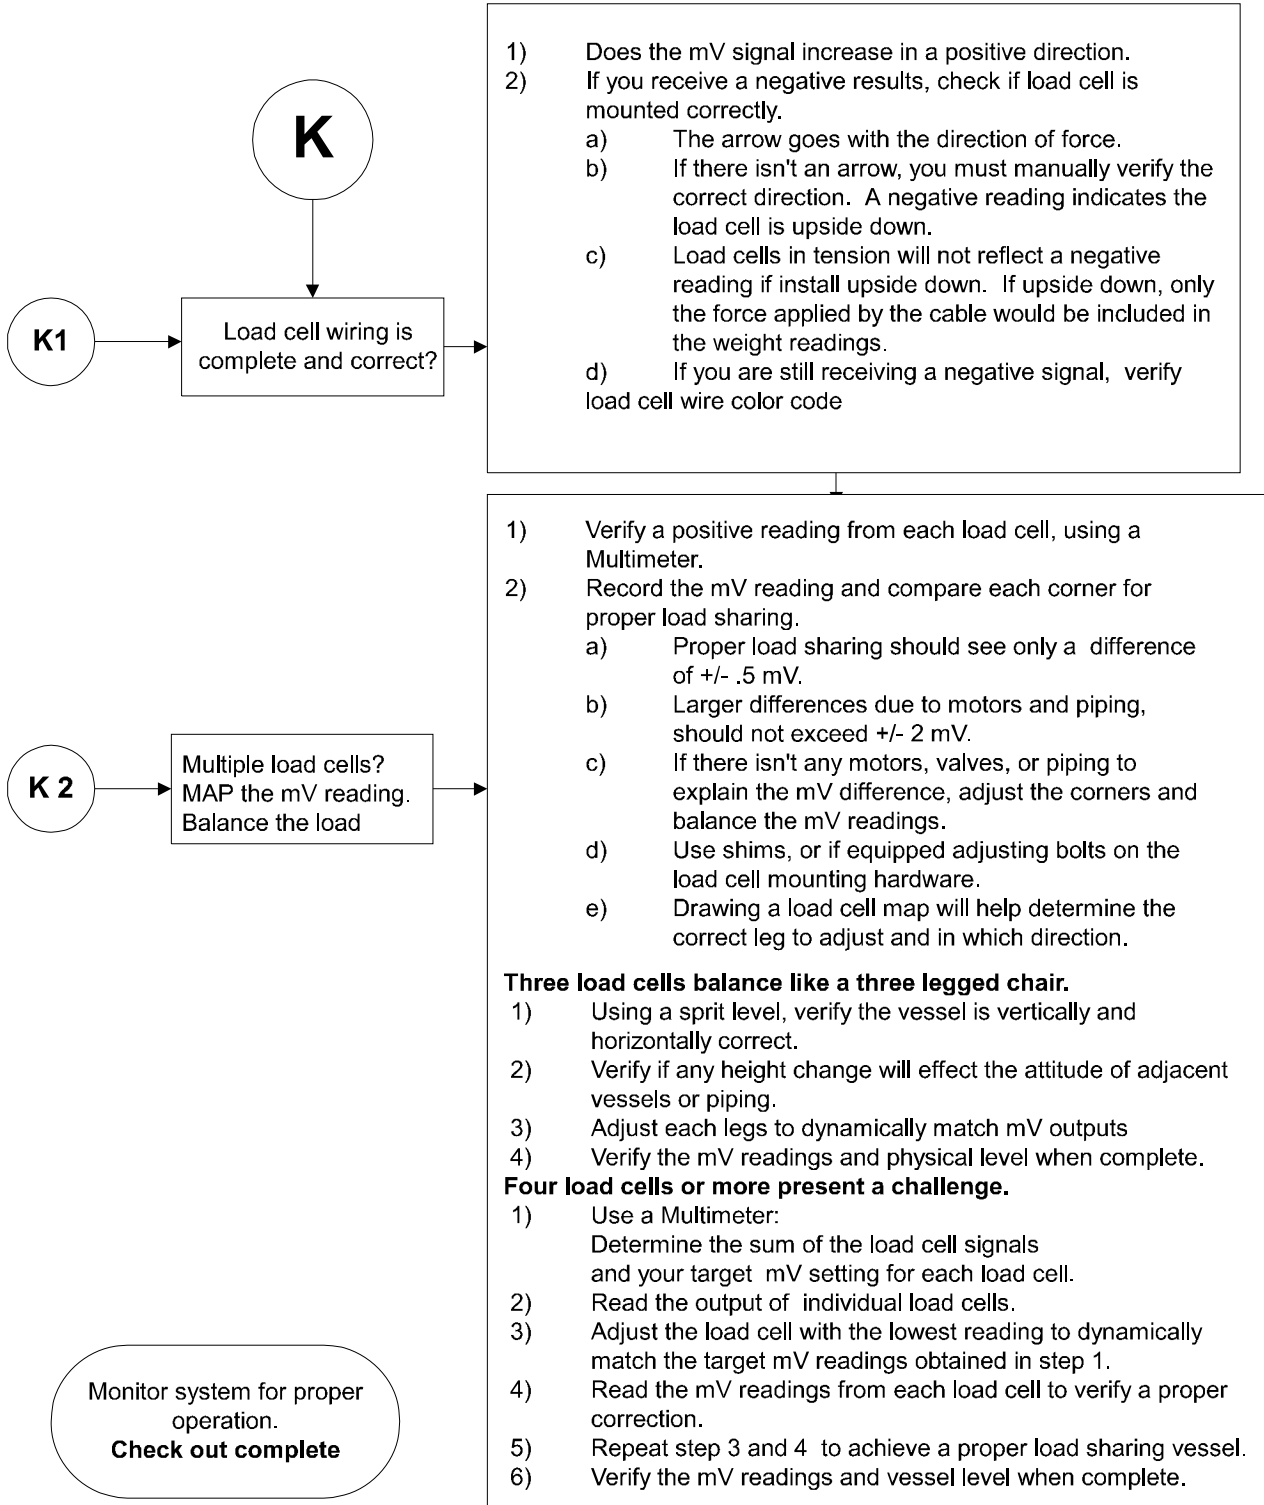 K
K1
Load cell wiring is
complete and correct?
1) Does the mV signal increase in a positive direction.
2) If you receive a negative results, check if load cell is
mounted correctly.
a) The arrow goes with the direction of force.
b) If there isn't an arrow, you must manually verify the
correct direction. A negative reading indicates the
load cell is upside down.
c) Load cells in tension will not reflect a negative
reading if install upside down. If upside down, only
the force applied by the cable would be included in
the weight readings.
d) If you are still receiving a negative signal, verify
load cell wire color code
K 2
Multiple load cells?
MAP the mV reading.
Balance the load
1) Verify a positive reading from each load cell, using a
Multimeter.
2) Record the mV reading and compare each corner for
proper load sharing.
a) Proper load sharing should see only a difference
of +/- .5 mV.
b) Larger differences due to motors and piping,
should not exceed +/- 2 mV.
c) If there isn't any motors, valves, or piping to
explain the mV difference, adjust the corners and
balance the mV readings.
d) Use shims, or if equipped adjusting bolts on the
load cell mounting hardware.
e) Drawing a load cell map will help determine the
correct leg to adjust and in which direction.
Three load cells balance like a three legged chair.
1) Using a sprit level, verify the vessel is vertically and
horizontally correct.
2) Verify if any height change will effect the attitude of adjacent
vessels or piping.
3) Adjust each legs to dynamically match mV outputs
4) Verify the mV readings and physical level when complete.
Four load cells or more present a challenge.
1) Use a Multimeter:
Determine the sum of the load cell signals
and your target mV setting for each load cell.
2) Read the output of individual load cells.
3) Adjust the load cell with the lowest reading to dynamically
match the target mV readings obtained in step 1.
4) Read the mV readings from each load cell to verify a proper
correction.
5) Repeat step 3 and 4 to achieve a proper load sharing vessel.
6) Verify the mV readings and vessel level when complete.
Monitor system for proper
operation.
Check out complete